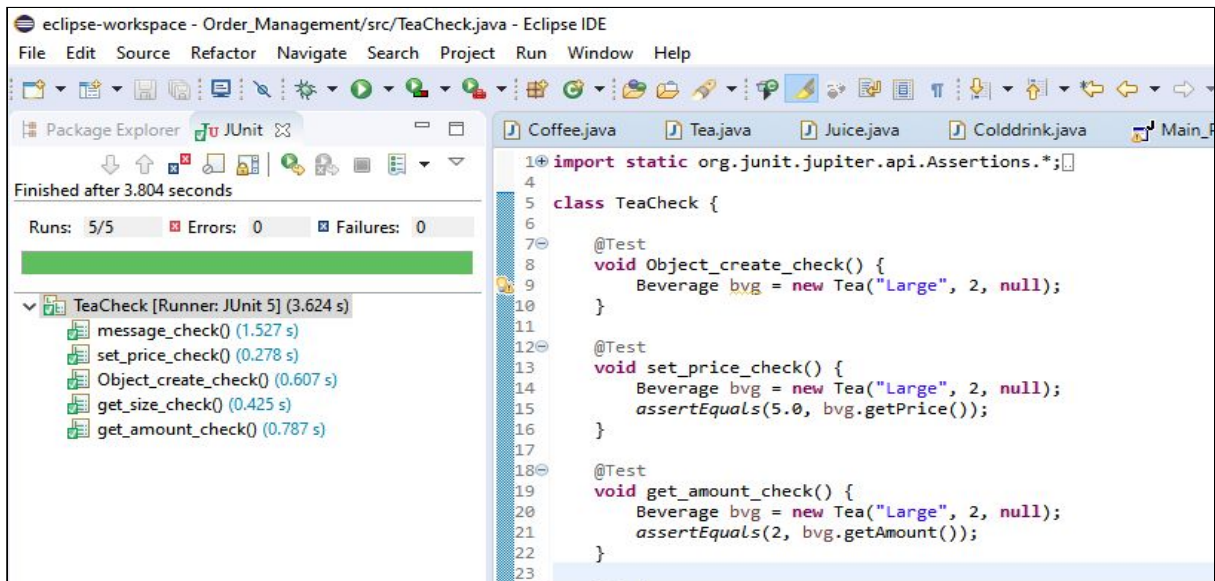 eclipse-workspace - Order_Management/src/TeaCheck.java - Eclipse IDE
File Edit Source Refactor Navigate Search Project Run Window Help
Package Explorer JUnit
Finished after 3.804 seconds
Runs: 5/5 Errors: 0 Failures: 0
TeaCheck [Runner: JUnit 5] (3.624 s)
message_check() (1.527 s)
set_price_check() (0.278 s)
Object_create_check() (0.607 s)
get_size_check() (0.425 s)
get_amount_check() (0.787 s)
Coffee.java Tea.java Juice.java Colddrink.java Main_
1 import static org.junit.jupiter.api.Assertions.*;
4
5 class TeaCheck {
6
7 @Test
8 void Object_create_check() {
9 Beverage bvg = new Tea("Large", 2, null);
10 }
11
12 @Test
13 void set_price_check() {
14 Beverage bvg = new Tea("Large", 2, null);
15 assertEquals(5.0, bvg.getPrice());
16 }
17
18 @Test
19 void get_amount_check() {
20 Beverage bvg = new Tea("Large", 2, null);
21 assertEquals(2, bvg.getAmount());
22 }
23